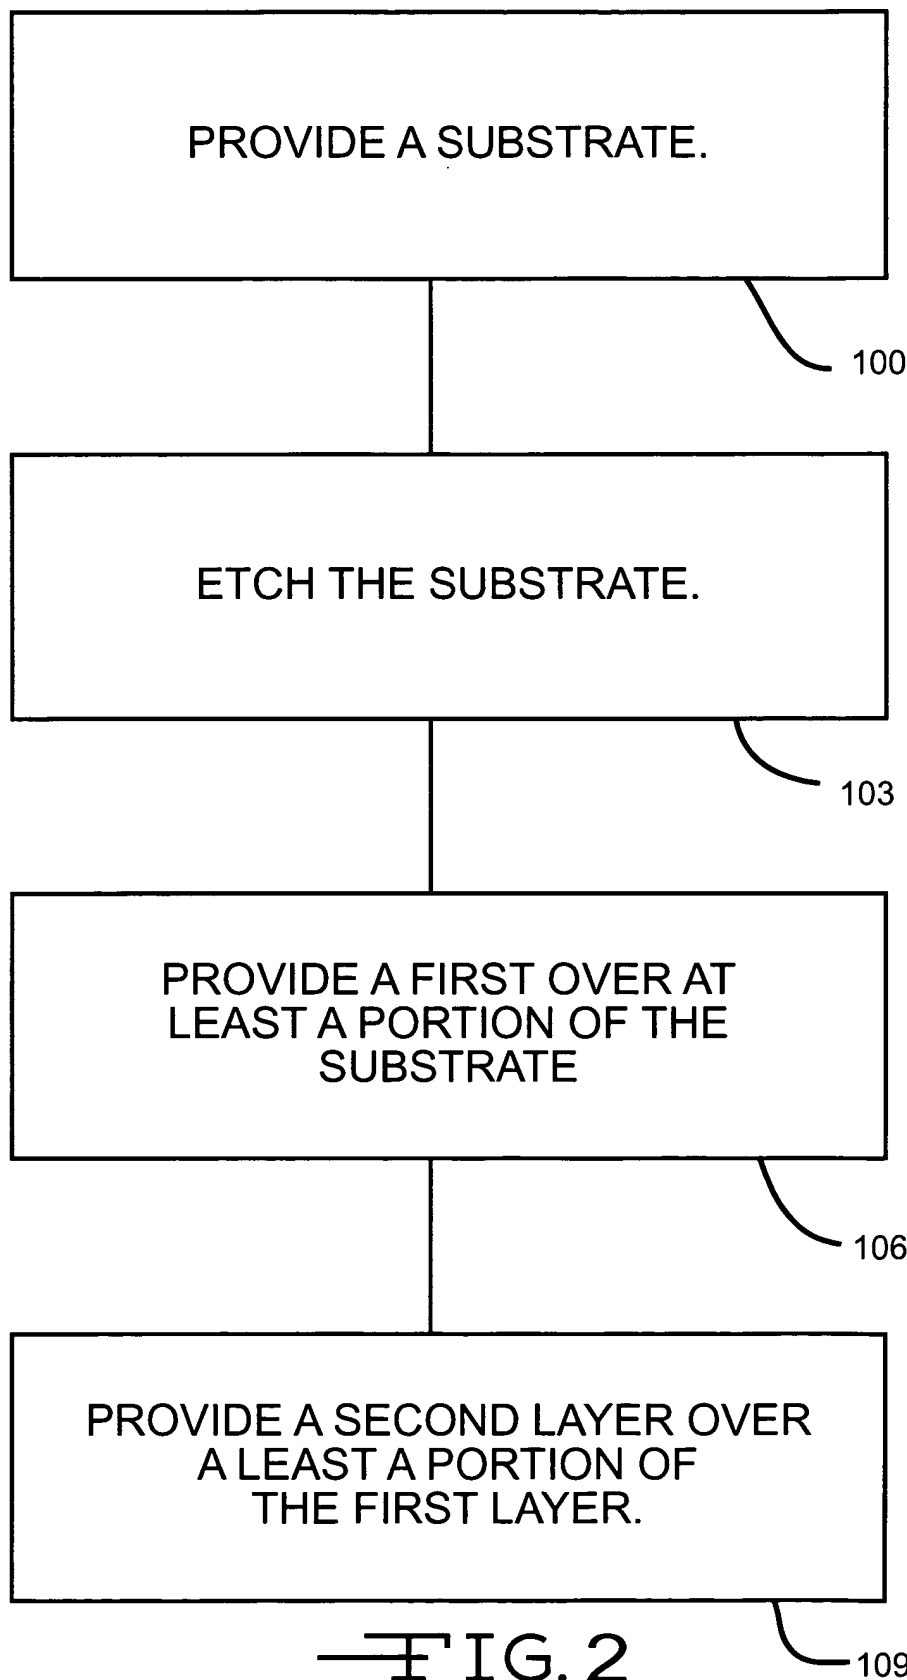 PROVIDE A SUBSTRATE.
100
ETCH THE SUBSTRATE.
103
PROVIDE A FIRST OVER AT
LEAST A PORTION OF THE
SUBSTRATE
106
PROVIDE A SECOND LAYER OVER
A LEAST A PORTION OF
THE FIRST LAYER.
109
FIG. 2